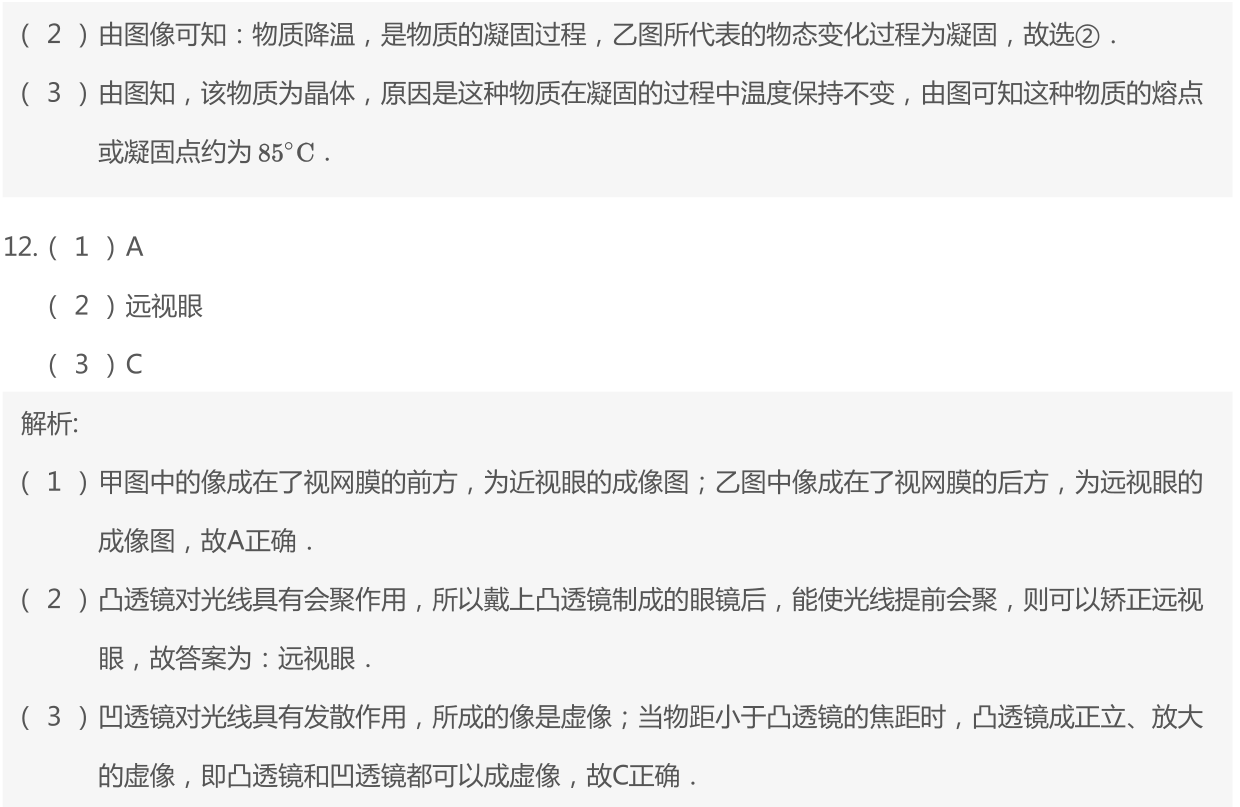 ( 2 ) 由图像可知：物质降温，是物质的凝固过程，乙图所代表的物态变化过程为凝固，故选②．
( 3 ) 由图知，该物质为晶体，原因是这种物质在凝固的过程中温度保持不变，由图可知这种物质的熔点
或凝固点约为 85°C．
12. ( 1 ) A
( 2 ) 远视眼
( 3 ) C
解析:
( 1 ) 甲图中的像成在了视网膜的前方，为近视眼的成像图；乙图中像成在了视网膜的后方，为远视眼的
成像图，故A正确．
( 2 ) 凸透镜对光线具有会聚作用，所以戴上凸透镜制成的眼镜后，能使光线提前会聚，则可以矫正远视
眼，故答案为：远视眼．
( 3 ) 凹透镜对光线具有发散作用，所成的像是虚像；当物距小于凸透镜的焦距时，凸透镜成正立、放大
的虚像，即凸透镜和凹透镜都可以成虚像，故C正确．